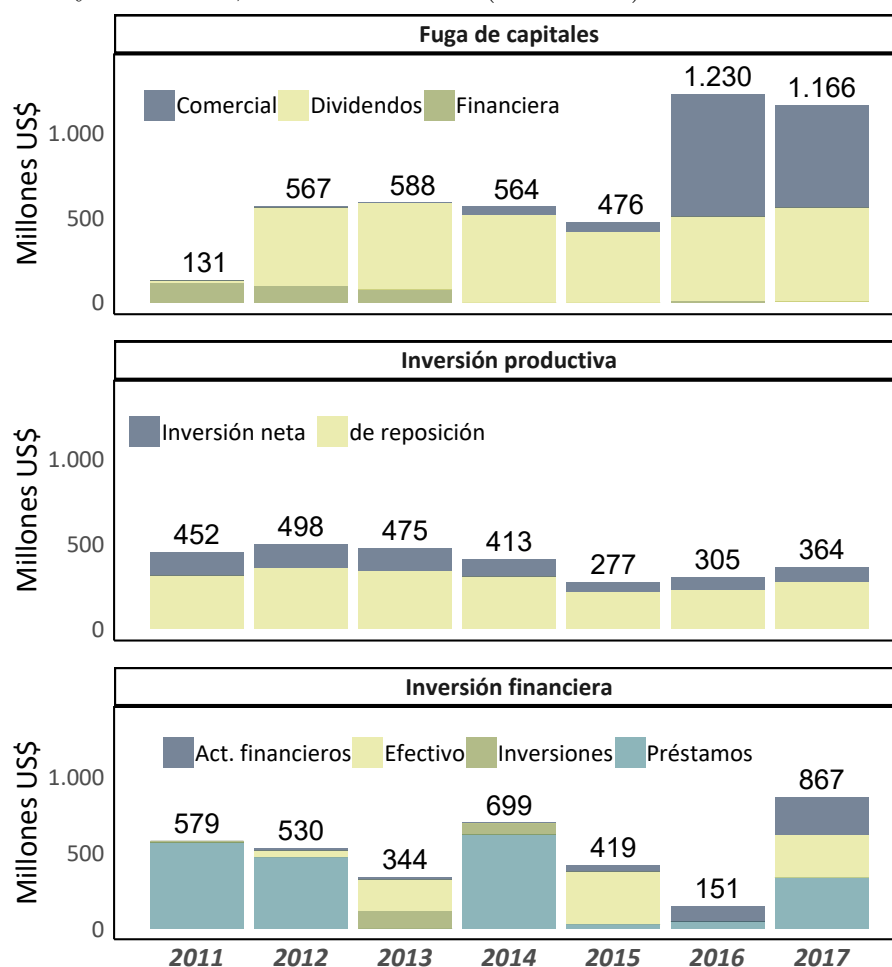 Fuga de capitales
Comercial Dividendos Financiera
Millones US$
1.000
500
0
131 567 588 564 476 1.230 1.166
Inversión productiva
Inversión neta de reposición
Millones US$
1.000
500
0
452 498 475 413 277 305 364
Inversión financiera
Act. financieros Efectivo Inversiones Préstamos
Millones US$
1.000
500
0
579 530 344 699 419 151 867
2011 2012 2013 2014 2015 2016 2017